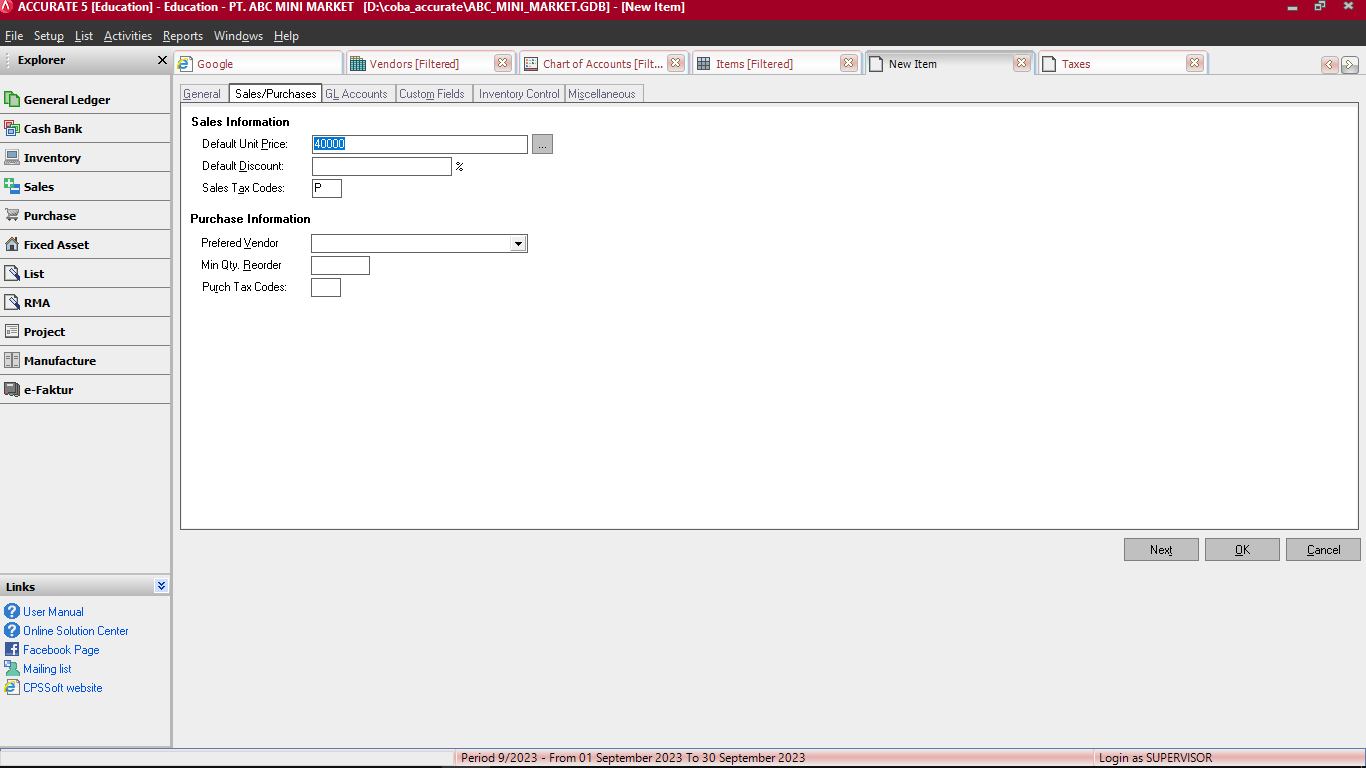 ACCURATE 5 [Education] - Education - PT. ABC MINI MARKET [D:\coba_accurate\ABC_MINI_MARKET.GDB] - [New Item]
File Setup List Activities Reports Windows Help
Explorer
Google
Vendors [Filtered]
Chart of Accounts [Filt...
Items [Filtered]
New Item
Taxes
General Ledger
Cash Bank
Inventory
Sales
Purchase
Fixed Asset
List
RMA
Project
Manufacture
e-Faktur
General Sales/Purchases GL Accounts Custom Fields Inventory Control Miscellaneous
Sales Information
Default Unit Price: 40000 ...
Default Discount: %
Sales Tax Codes: P
Purchase Information
Prefered Vendor
Min Qty. Reorder
Purch Tax Codes:
Next OK Cancel
Links
User Manual
Online Solution Center
Facebook Page
Mailing list
CPSSoft website
Period 9/2023 - From 01 September 2023 To 30 September 2023
Login as SUPERVISOR